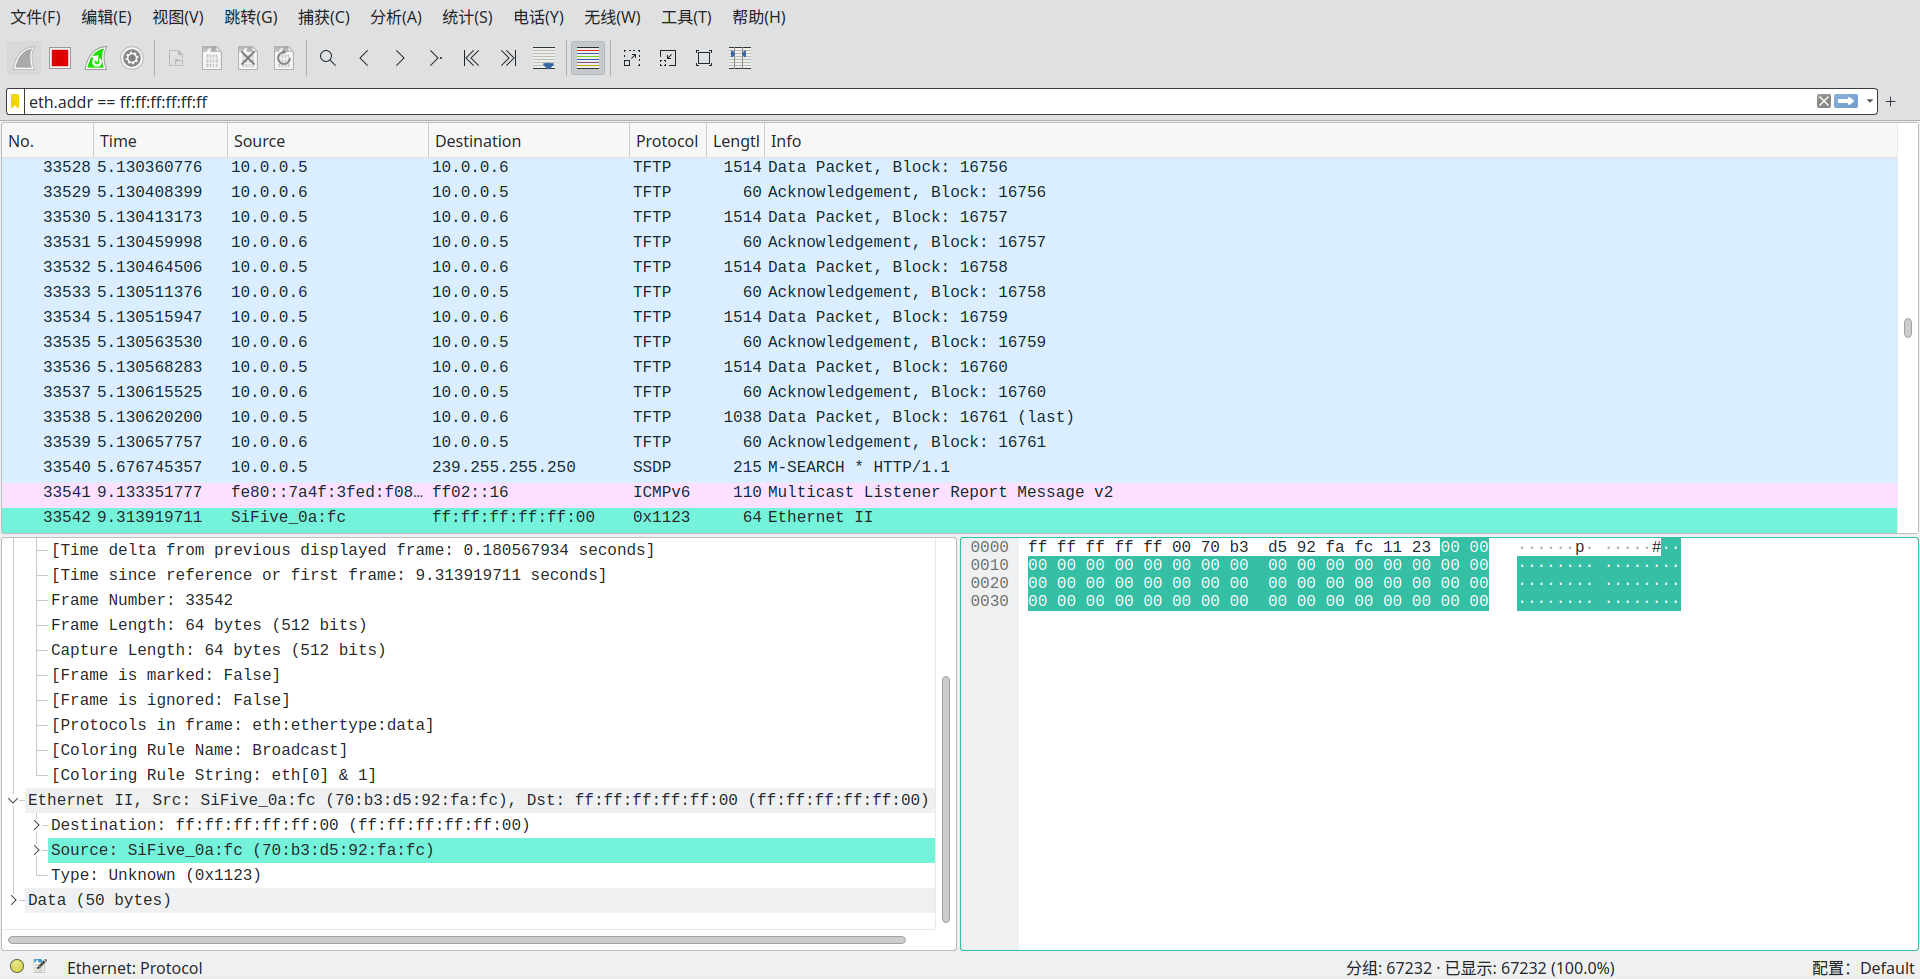 文件(F) 编辑(E) 视图(V) 跳转(G) 捕获(C) 分析(A) 统计(S) 电话(Y) 无线(W) 工具(T) 帮助(H)
eth.addr == ff:ff:ff:ff:ff:ff
No. Time Source Destination Protocol Lengtl Info
33528 5.130360776 10.0.0.5 10.0.0.6 TFTP 1514 Data Packet, Block: 16756
33529 5.130408399 10.0.0.6 10.0.0.5 TFTP 60 Acknowledgement, Block: 16756
33530 5.130413173 10.0.0.5 10.0.0.6 TFTP 1514 Data Packet, Block: 16757
33531 5.130459998 10.0.0.6 10.0.0.5 TFTP 60 Acknowledgement, Block: 16757
33532 5.130464506 10.0.0.5 10.0.0.6 TFTP 1514 Data Packet, Block: 16758
33533 5.130511376 10.0.0.6 10.0.0.5 TFTP 60 Acknowledgement, Block: 16758
33534 5.130515947 10.0.0.5 10.0.0.6 TFTP 1514 Data Packet, Block: 16759
33535 5.130563530 10.0.0.6 10.0.0.5 TFTP 60 Acknowledgement, Block: 16759
33536 5.130568283 10.0.0.5 10.0.0.6 TFTP 1514 Data Packet, Block: 16760
33537 5.130615525 10.0.0.6 10.0.0.5 TFTP 60 Acknowledgement, Block: 16760
33538 5.130620200 10.0.0.5 10.0.0.6 TFTP 1038 Data Packet, Block: 16761 (last)
33539 5.130657757 10.0.0.6 10.0.0.5 TFTP 60 Acknowledgement, Block: 16761
33540 5.676745357 10.0.0.5 239.255.255.250 SSDP 215 M-SEARCH * HTTP/1.1
33541 9.133351777 fe80::7a4f:3fed:f08… ff02::16 ICMPv6 110 Multicast Listener Report Message v2
33542 9.313919711 SiFive_0a:fc ff:ff:ff:ff:ff:00 0x1123 64 Ethernet II
[Time delta from previous displayed frame: 0.180567934 seconds]
[Time since reference or first frame: 9.313919711 seconds]
Frame Number: 33542
Frame Length: 64 bytes (512 bits)
Capture Length: 64 bytes (512 bits)
[Frame is marked: False]
[Frame is ignored: False]
[Protocols in frame: eth:ethertype:data]
[Coloring Rule Name: Broadcast]
[Coloring Rule String: eth[0] & 1]
Ethernet II, Src: SiFive_0a:fc (70:b3:d5:92:fa:fc), Dst: ff:ff:ff:ff:ff:00 (ff:ff:ff:ff:ff:00)
Destination: ff:ff:ff:ff:ff:00 (ff:ff:ff:ff:ff:00)
Source: SiFive_0a:fc (70:b3:d5:92:fa:fc)
Type: Unknown (0x1123)
Data (50 bytes)
0000 ff ff ff ff ff 00 70 b3 d5 92 fa fc 11 23 00 00 ······p· ·····#··
0010 00 00 00 00 00 00 00 00 00 00 00 00 00 00 00 00 ········ ········
0020 00 00 00 00 00 00 00 00 00 00 00 00 00 00 00 00 ········ ········
0030 00 00 00 00 00 00 00 00 00 00 00 00 00 00 00 00 ········ ········
Ethernet: Protocol 分组: 67232 · 已显示: 67232 (100.0%) 配置: Default